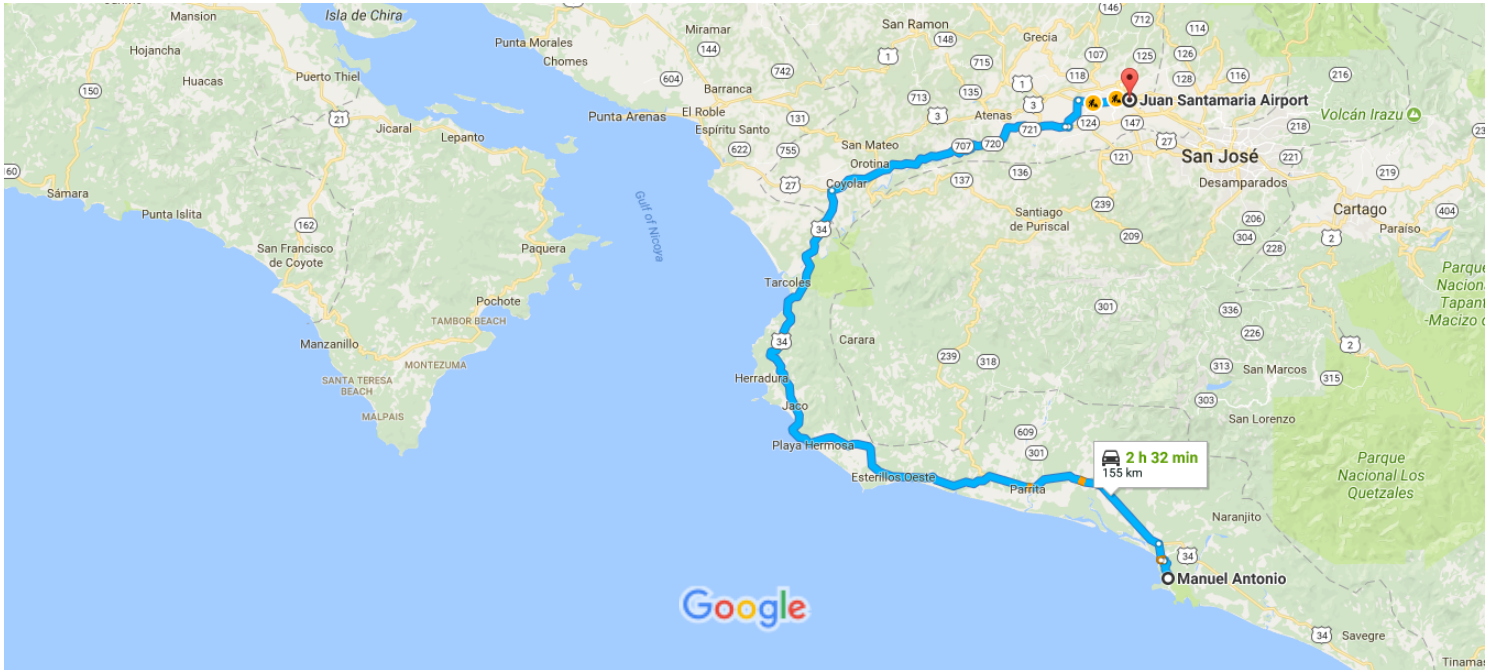 Isla de Chira
146
712
Mansion
Hojancha
Huacas
150
Puerto Thiel
21
Jicaral
Lepanto
160
Sámara
Punta Islita
162
San Francisco
de Coyote
Paquera
Pochote
TAMBOR BEACH
Manzanillo
MONTEZUMA
SANTA TERESA
BEACH
MALPAIS
Gulf of Nicoya
Punta Morales
Chomes
Miramar
144
604
742
1
Barranca
El Roble
Punta Arenas
Espíritu Santo
131
622
755
27
San Ramon
148
715
713
135
3
Grecia
107
125
126
114
118
1
3
128
116
216
Atenas
Juan Santamaria Airport
124
147
218
Volcán Irazu
721
San Mateo
707
720
Orotina
Coyolar
137
136
121
27
San José
221
Desamparados
219
Cartago
404
Paraíso
2
239
209
206
304
228
Santiago
de Puriscal
34
Tarcoles
34
Carara
Herradura
Jaco
Playa Hermosa
Esterillos Oeste
Parrita
301
239
318
609
301
336
226
313
303
315
2
San Marcos
San Lorenzo
Parque
Nacional
Tapant
-Macizo d
2 h 32 min
155 km
Parque
Nacional Los
Quetzales
Naranjito
34
Manuel Antonio
34
Savegre
Tinamas
Google